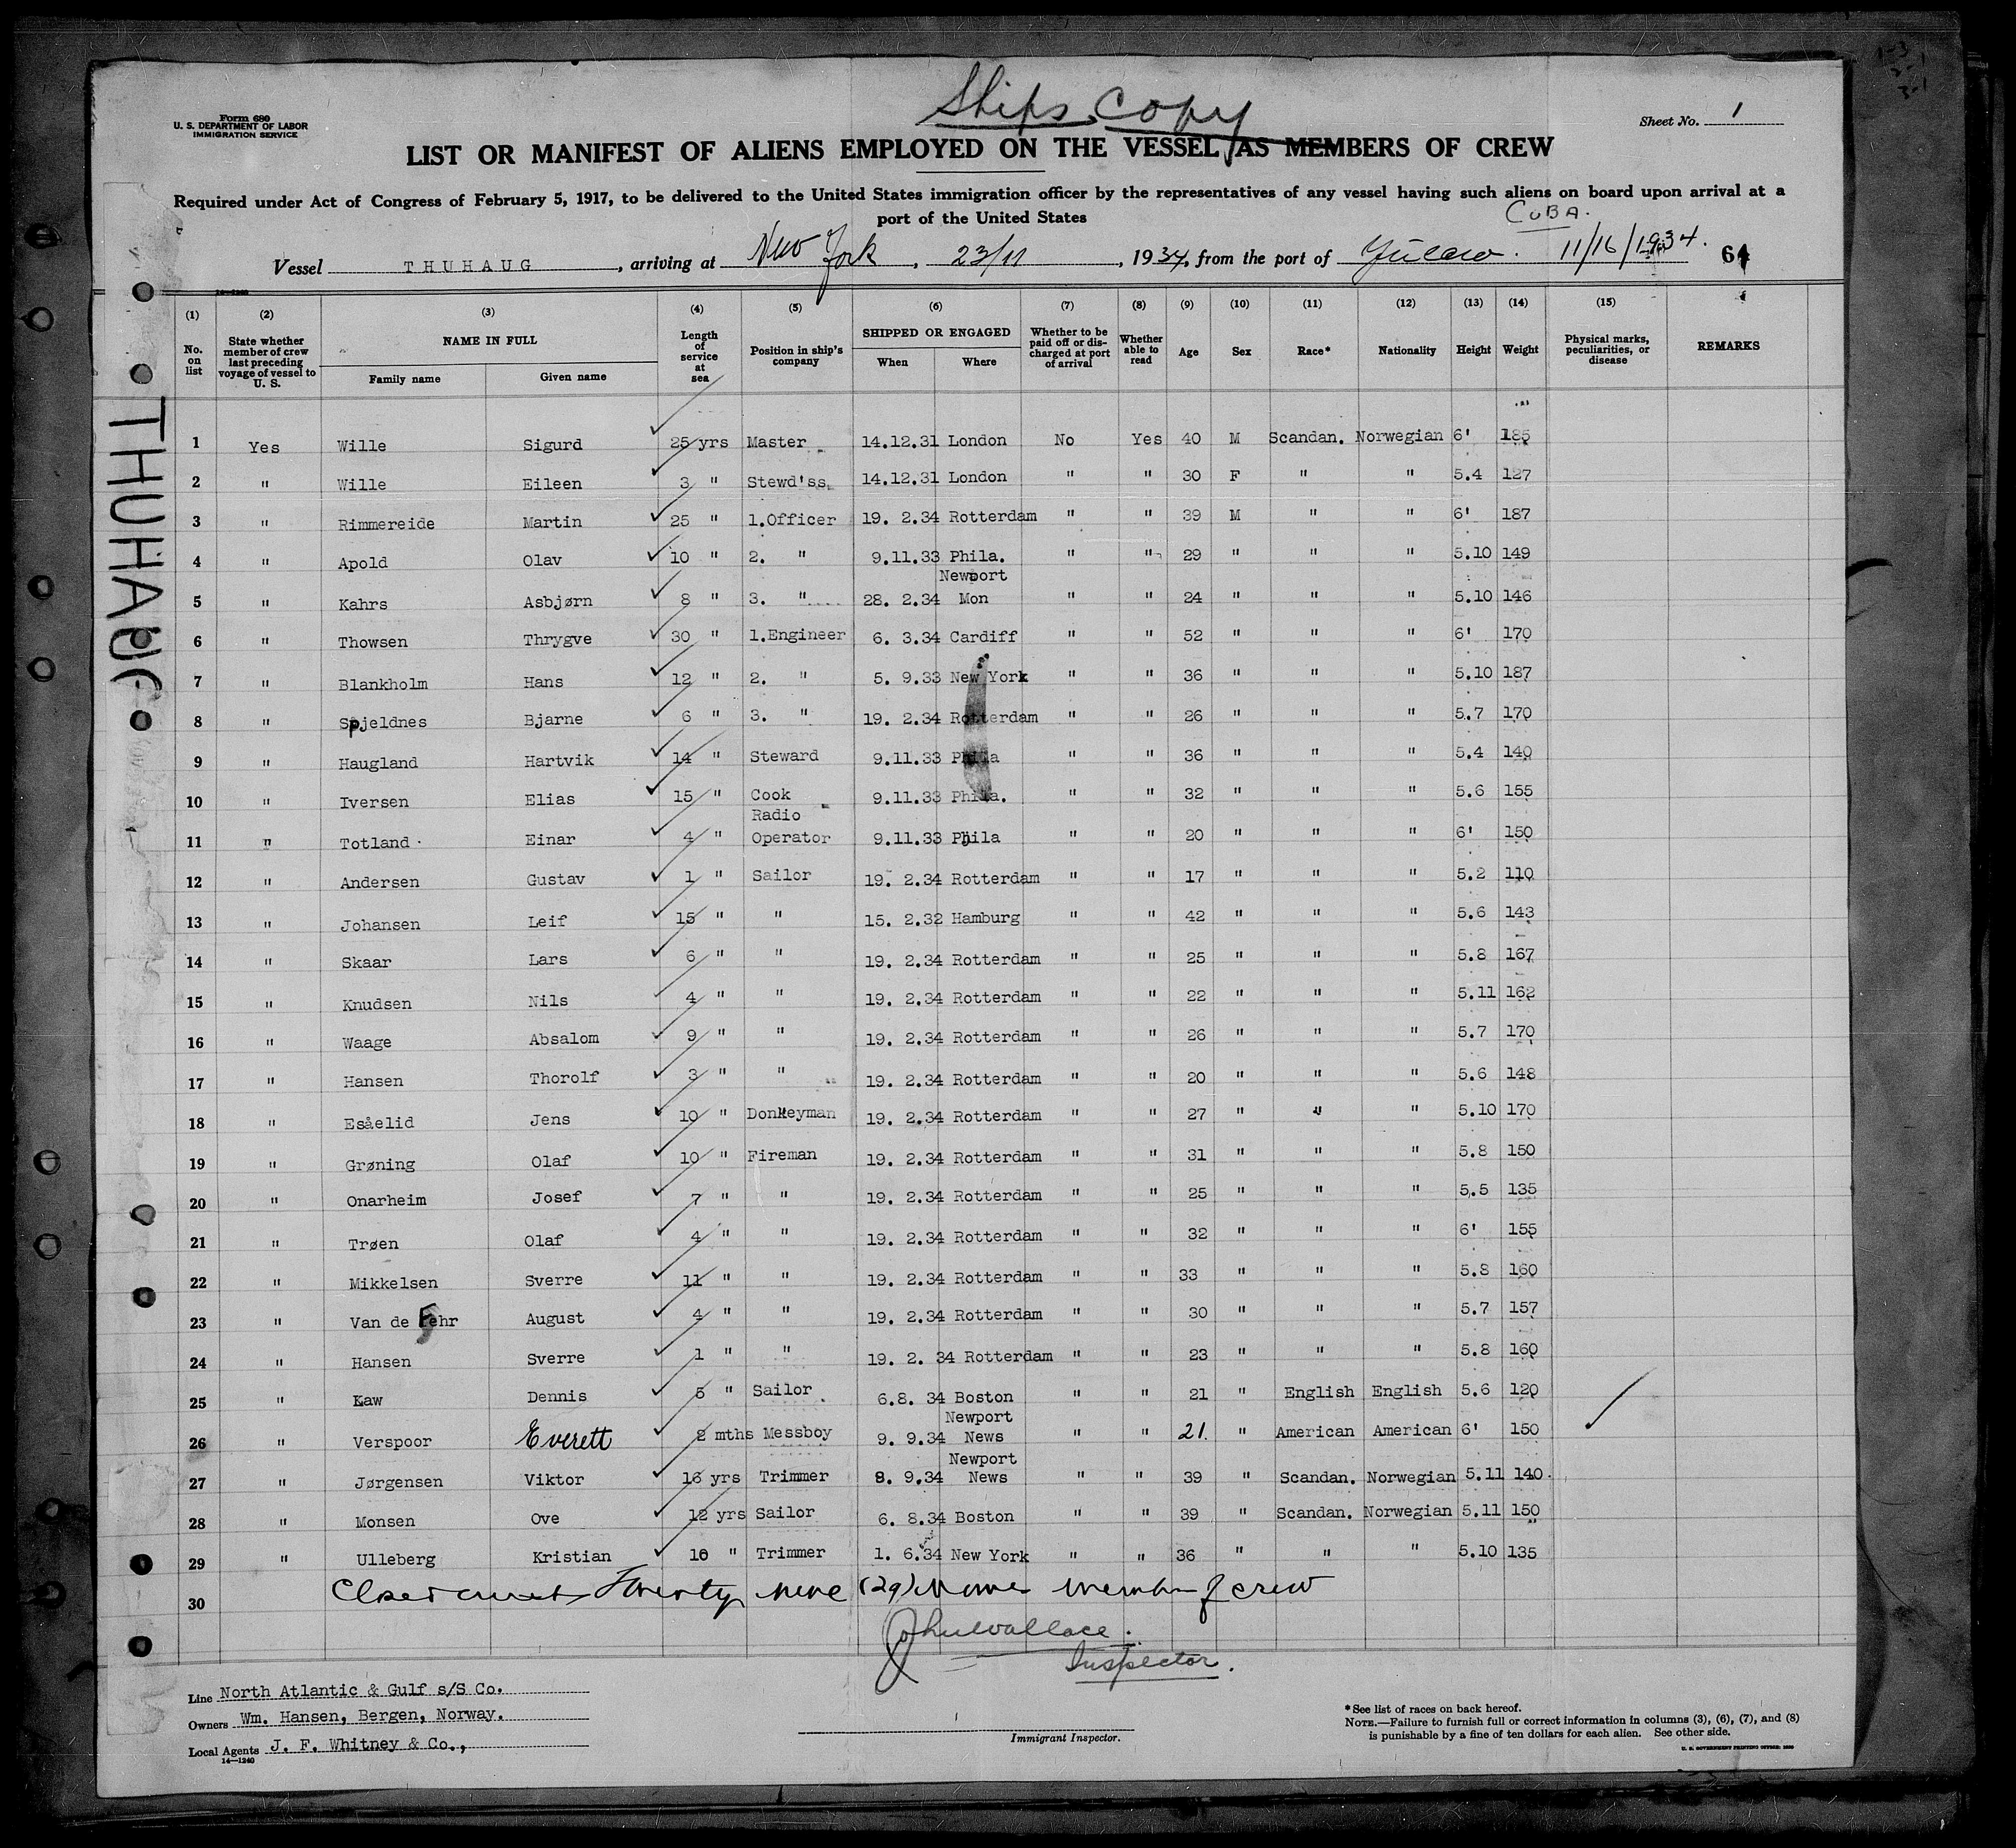 Ships Copy
Form 680
U. S. DEPARTMENT OF LABOR
IMMIGRATION SERVICE
Sheet No. 1
LIST OR MANIFEST OF ALIENS EMPLOYED ON THE VESSEL AS MEMBERS OF CREW
Required under Act of Congress of February 5, 1917, to be delivered to the United States immigration officer by the representatives of any vessel having such aliens on board upon arrival at a
port of the United States
CUBA.
Vessel THUHAUG, arriving at New York, 23/11, 1934, from the port of 11/16/1934. 64
(1) (2) (3) (4) (5) (6) (7) (8) (9) (10) (11) (12) (13) (14) (15)
No. on list State whether member of crew last preceding voyage of vessel to U. S. NAME IN FULL Family name Given name Length of service at sea Position in ship's company SHIPPED OR ENGAGED When Where Whether to be paid off or discharged at port of arrival Whether able to read Age Sex Race* Nationality Height Weight Physical marks, peculiarities, or disease REMARKS
THUHAUG
1 Yes Wille Sigurd 25 yrs Master 14.12.31 London No Yes 40 M Scandan. Norwegian 6' 185
2 " Wille Eileen 3 " Stewd'ss 14.12.31 London " " 30 F " " 5.4 127
3 " Rimmereide Martin 25 " 1.Officer 19. 2.34 Rotterdam " " 39 M " " 6' 187
4 " Apold Olav 10 " 2. " 9.11.33 Phila. " " 29 " " " 5.10 149
5 " Kahrs Asbjørn 8 " 3. " 28. 2.34 Newport Mon " " 24 " " " 5.10 146
6 " Thowsen Thrygve 30 " 1.Engineer 6. 3.34 Cardiff " " 52 " " " 6' 170
7 " Blankholm Hans 12 " 2. " 5. 9.33 New York " " 36 " " " 5.10 187
8 " Spjeldnes Bjarne 6 " 3. " 19. 2.34 Rotterdam " " 26 " " " 5.7 170
9 " Haugland Hartvik 14 " Steward 9.11.33 Phila " " 36 " " " 5.4 140
10 " Iversen Elias 15 " Cook 9.11.33 Phila. " " 32 " " " 5.6 155
11 " Totland Einar 4 " Radio Operator 9.11.33 Phila " " 20 " " " 6' 150
12 " Andersen Gustav 1 " Sailor 19. 2.34 Rotterdam " " 17 " " " 5.2 110
13 " Johansen Leif 15 " " 15. 2.32 Hamburg " " 42 " " " 5.6 143
14 " Skaar Lars 6 " " 19. 2.34 Rotterdam " " 25 " " " 5.8 167
15 " Knudsen Nils 4 " " 19. 2.34 Rotterdam " " 22 " " " 5.11 162
16 " Waage Absalom 9 " " 19. 2.34 Rotterdam " " 26 " " " 5.7 170
17 " Hansen Thorolf 3 " " 19. 2.34 Rotterdam " " 20 " " " 5.6 148
18 " Esåelid Jens 10 " Donkeyman 19. 2.34 Rotterdam " " 27 " " " 5.10 170
19 " Grøning Olaf 10 " Fireman 19. 2.34 Rotterdam " " 31 " " " 5.8 150
20 " Onarheim Josef 7 " " 19. 2.34 Rotterdam " " 25 " " " 5.5 135
21 " Trøen Olaf 4 " " 19. 2.34 Rotterdam " " 32 " " " 6' 155
22 " Mikkelsen Sverre 11 " " 19. 2.34 Rotterdam " " 33 " " " 5.8 160
23 " Van de Fehr August 4 " " 19. 2.34 Rotterdam " " 30 " " " 5.7 157
24 " Hansen Sverre 1 " " 19. 2. 34 Rotterdam " " 23 " " " 5.8 160
25 " Kaw Dennis 5 " Sailor 6.8. 34 Boston " " 21 " English English 5.6 120
26 " Verspoor Everett 2 mths Messboy 9. 9.34 Newport News " " 21. " American American 6' 150
27 " Jørgensen Viktor 16 yrs Trimmer 8. 9.34 Newport News " " 39 " Scandan. Norwegian 5.11 140
28 " Monsen Ove 12 yrs Sailor 6. 8.34 Boston " " 39 " Scandan. Norwegian 5.11 150
29 " Ulleberg Kristian 10 " Trimmer 1. 6.34 New York " " 36 " " " 5.10 135
30 Twenty nine (29) crew
John Wallace.
Inspector.
Line North Atlantic & Gulf s/S Co.
Owners Wm. Hansen, Bergen, Norway.
Local Agents J. F. Whitney & Co.,
14—1240
Immigrant Inspector.
*See list of races on back hereof.
NOTE.—Failure to furnish full or correct information in columns (3), (6), (7), and (8)
is punishable by a fine of ten dollars for each alien. See other side.